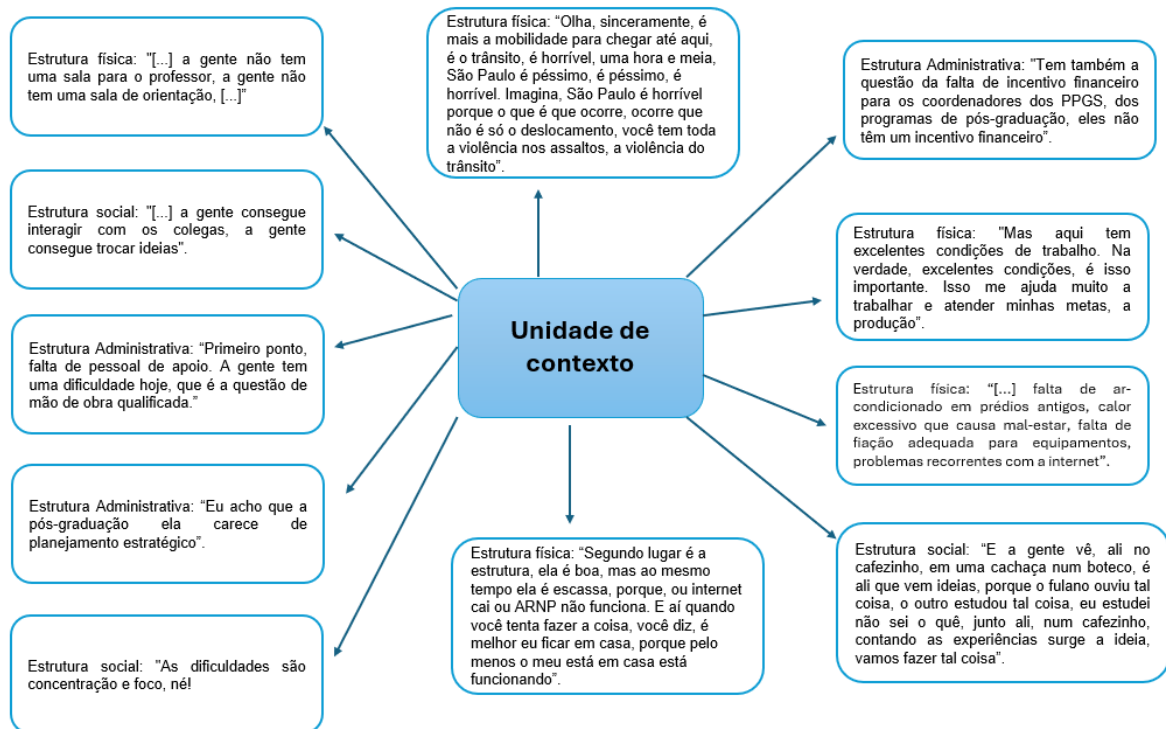 Estrutura física: "[...] a gente não tem
uma sala para o professor, a gente não
tem uma sala de orientação, [...]”
Estrutura social: "[...] a gente consegue
interagir com os colegas, a gente
consegue trocar ideias".
Estrutura Administrativa: “Primeiro ponto,
falta de pessoal de apoio. A gente tem
uma dificuldade hoje, que é a questão de
mão de obra qualificada.”
Estrutura Administrativa: “Eu acho que a
pós-graduação ela carece de
planejamento estratégico”.
Estrutura social: "As dificuldades são
concentração e foco, né!
Estrutura física: “Olha, sinceramente, é
mais a mobilidade para chegar até aqui,
é o trânsito, é horrível, uma hora e meia,
São Paulo é péssimo, é péssimo, é
horrível. Imagina, São Paulo é horrível
porque o que é que ocorre, ocorre que
não é só o deslocamento, você tem toda
a violência nos assaltos, a violência do
trânsito”.
Unidade de
contexto
Estrutura física: “Segundo lugar é a
estrutura, ela é boa, mas ao mesmo
tempo ela é escassa, porque, ou internet
cai ou ARNP não funciona. E aí quando
você tenta fazer a coisa, você diz, é
melhor eu ficar em casa, porque pelo
menos o meu está em casa está
funcionando”.
Estrutura Administrativa: "Tem também a
questão da falta de incentivo financeiro
para os coordenadores dos PPGS, dos
programas de pós-graduação, eles não
têm um incentivo financeiro”.
Estrutura física: "Mas aqui tem
excelentes condições de trabalho. Na
verdade, excelentes condições, é isso
importante. Isso me ajuda muito a
trabalhar e atender minhas metas, a
produção”.
Estrutura física: “[...] falta de ar-
condicionado em prédios antigos, calor
excessivo que causa mal-estar, falta de
fiação adequada para equipamentos,
problemas recorrentes com a internet”.
Estrutura social: “E a gente vê, ali no
cafezinho, em uma cachaça num boteco, é
ali que vem ideias, porque o fulano ouviu tal
coisa, o outro estudou tal coisa, eu estudei
não sei o quê, junto ali, num cafezinho,
contando as experiências surge a ideia,
vamos fazer tal coisa”.